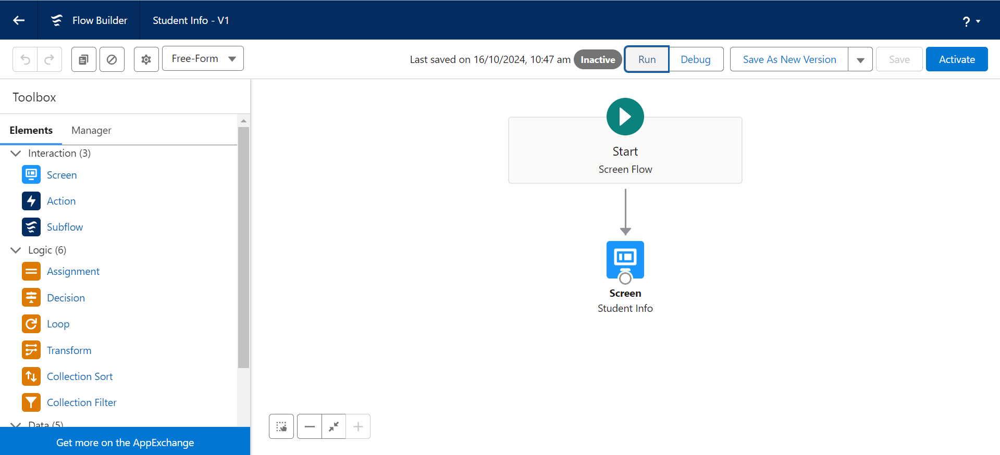 Flow Builder
Student Info - V1
?
Free-Form
Last saved on 16/10/2024, 10:47 am
Inactive
Run
Debug
Save As New Version
Save
Activate
Toolbox
Elements
Manager
Interaction (3)
Screen
Action
Subflow
Logic (6)
Assignment
Decision
Loop
Transform
Collection Sort
Collection Filter
Data (5)
Get more on the AppExchange
Start
Screen Flow
Screen
Student Info